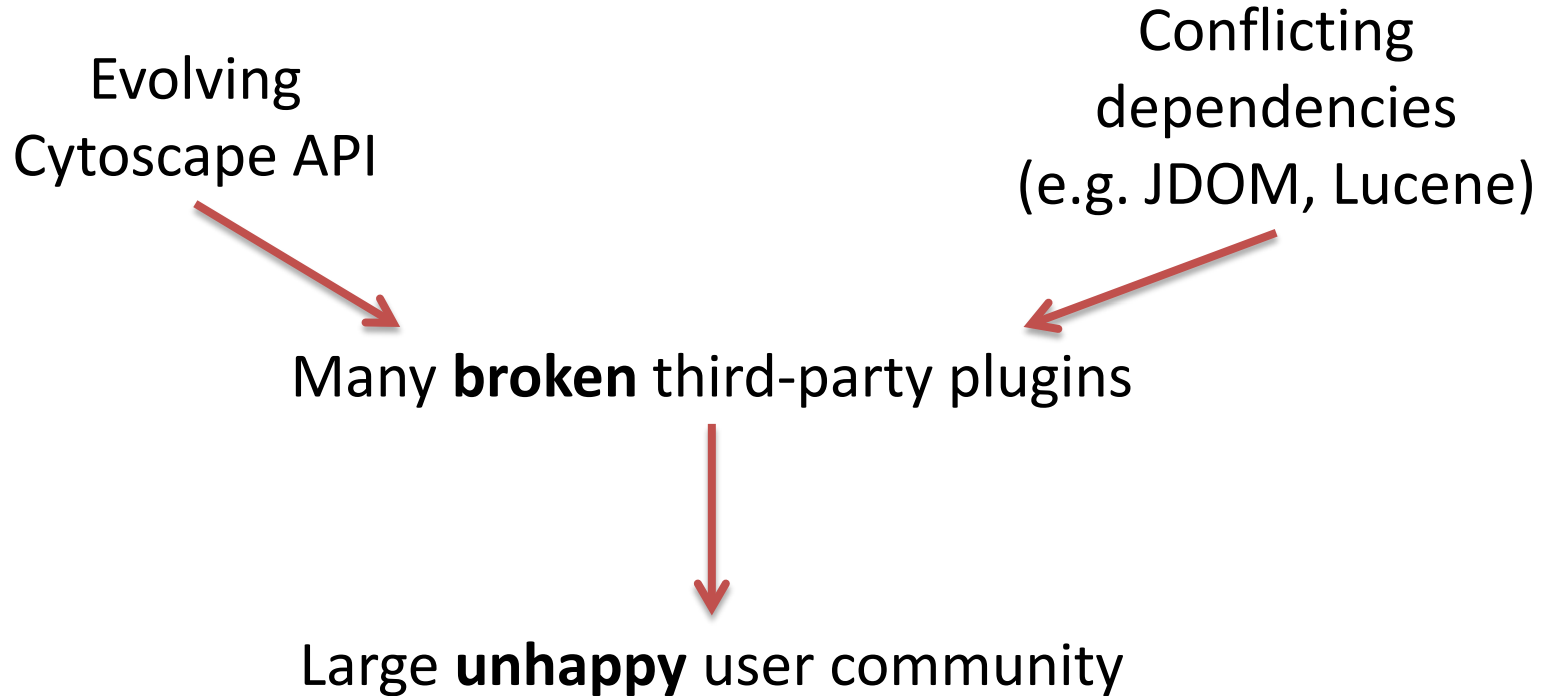 Evolving
Cytoscape API
Conflicting
dependencies
(e.g. JDOM, Lucene)
Many broken third-party plugins
Large unhappy user community